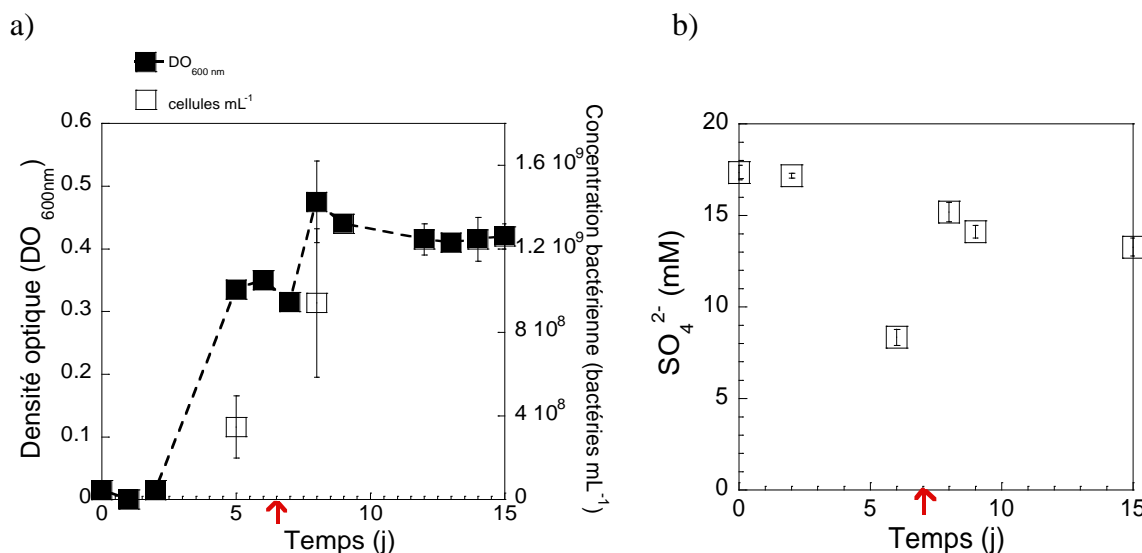 a)
b)
DO600 nm
cellules mL-1
Densité optique (DO 600nm)
0.6
0.5
0.4
0.3
0.2
0.1
0
0
5
10
15
Temps (j)
1.6 10^9
1.2 10^9
8 10^8
4 10^8
0
Concentration bactérienne (bactéries mL-1)
SO4 2- (mM)
20
15
10
5
0
0
5
10
15
Temps (j)